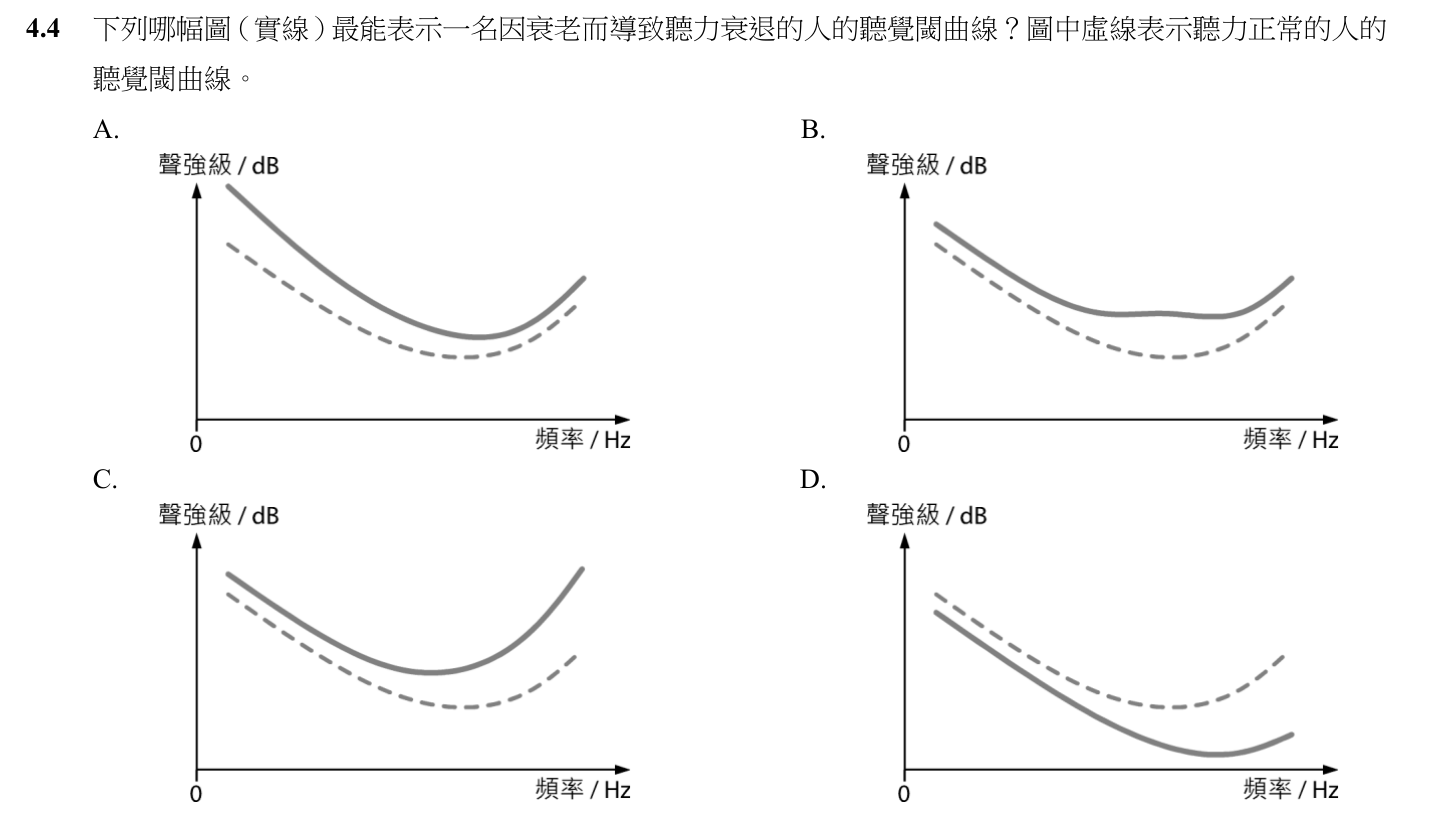 4.4 下列哪幅圖（實線）最能表示一名因衰老而導致聽力衰退的人的聽覺閾曲線？圖中虛線表示聽力正常的人的
聽覺閾曲線。
A.
聲強級 / dB
0
頻率 / Hz
B.
聲強級 / dB
0
頻率 / Hz
C.
聲強級 / dB
0
頻率 / Hz
D.
聲強級 / dB
0
頻率 / Hz